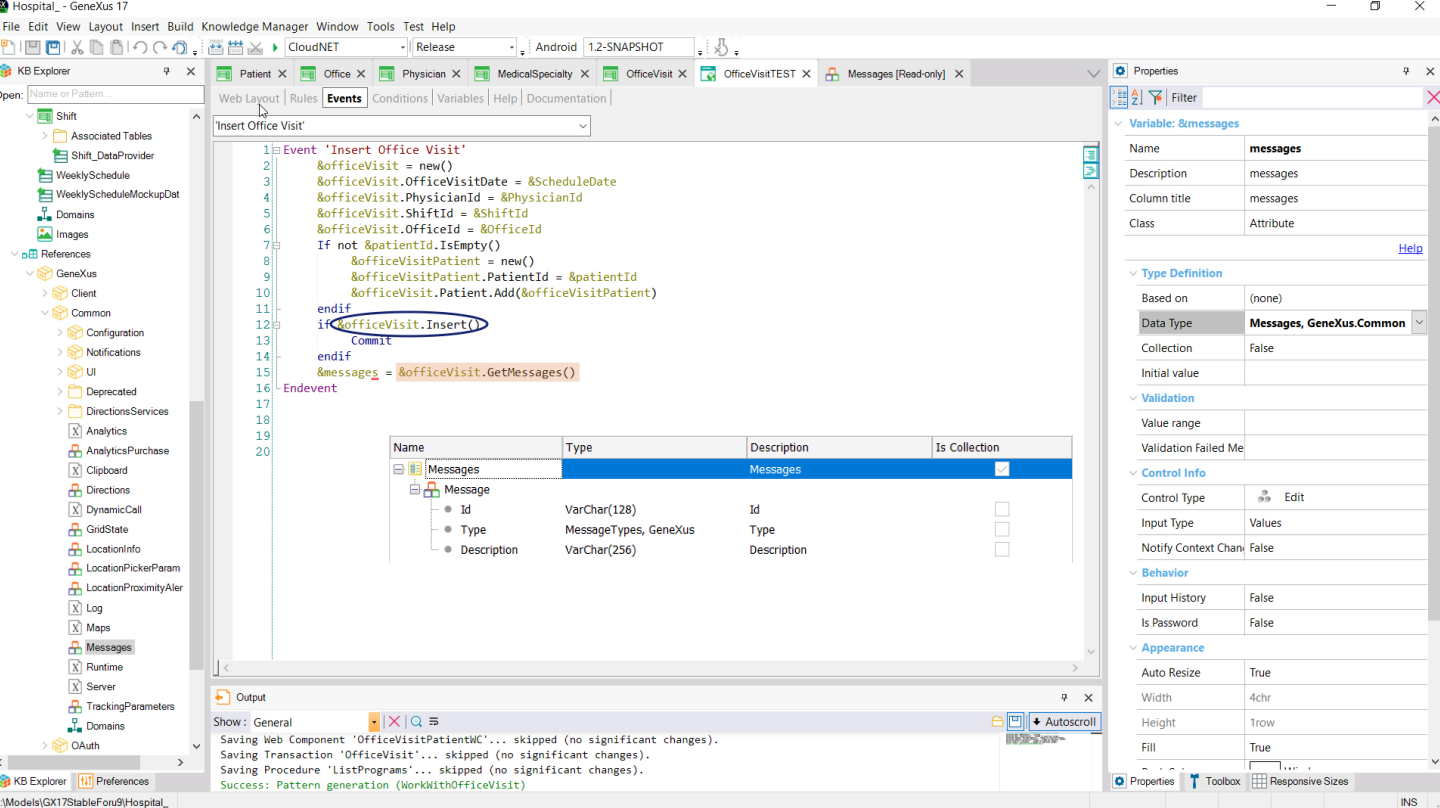 Hospital_ - GeneXus 17
File Edit View Layout Insert Build Knowledge Manager Window Tools Test Help
CloudNET Release Android 1.2-SNAPSHOT
KB Explorer
Open: Name or Pattern ...
Shift
Associated Tables
Shift_DataProvider
WeeklySchedule
WeeklyScheduleMockupDat
Domains
Images
References
GeneXus
Client
Common
Configuration
Notifications
UI
Deprecated
DirectionsServices
Analytics
AnalyticsPurchase
Clipboard
Directions
DynamicCall
GridState
LocationInfo
LocationPickerParam
LocationProximityAler
Log
Maps
Messages
Runtime
Server
TrackingParameters
Domains
OAuth
KB Explorer Preferences
Patient Office Physician MedicalSpecialty OfficeVisit OfficeVisitTEST Messages [Read-only]
Web Layout Rules Events Conditions Variables Help Documentation
'Insert Office Visit'
1 Event 'Insert Office Visit'
2 &officeVisit = new()
3 &officeVisit.OfficeVisitDate = &ScheduleDate
4 &officeVisit.PhysicianId = &PhysicianId
5 &officeVisit.ShiftId = &ShiftId
6 &officeVisit.OfficeId = &OfficeId
7 If not &patientId.IsEmpty()
8 &officeVisitPatient = new()
9 &officeVisitPatient.PatientId = &patientId
10 &officeVisit.Patient.Add(&officeVisitPatient)
11 endif
12 if &officeVisit.Insert()
13 Commit
14 endif
15 &messages = &officeVisit.GetMessages()
16 Endevent
17
18
19
20
Name Type Description Is Collection
Messages Messages
Message
Id VarChar(128) Id
Type MessageTypes, GeneXus Type
Description VarChar(256) Description
Output
Show: General Autoscroll
Saving Web Component 'OfficeVisitPatientWC'... skipped (no significant changes).
Saving Transaction 'OfficeVisit'... skipped (no significant changes).
Saving Procedure 'ListPrograms'... skipped (no significant changes).
Success: Pattern generation (WorkWithOfficeVisit)
Properties
Filter
Variable: &messages
Name messages
Description messages
Column title messages
Class Attribute
Help
Type Definition
Based on (none)
Data Type Messages, GeneXus.Common
Collection False
Initial value
Validation
Value range
Validation Failed Me
Control Info
Control Type Edit
Input Type Values
Notify Context Chan False
Behavior
Input History False
Is Password False
Appearance
Auto Resize True
Width 4chr
Height 1row
Fill True
Properties Toolbox Responsive Sizes
:\Models\GX17StableForu9\Hospital_ INS